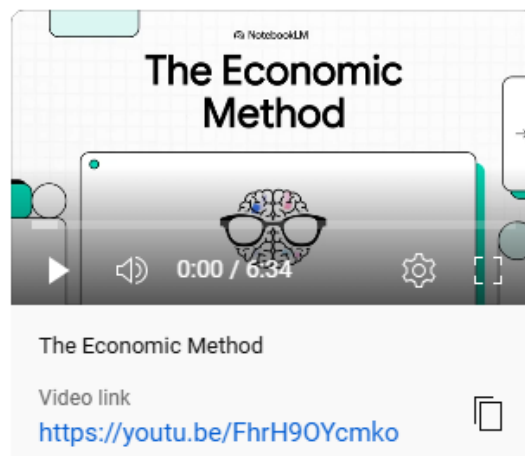 NotebookLM
The Economic
Method
0:00 / 6:34
The Economic Method
Video link
https://youtu.be/FhrH9OYcmko